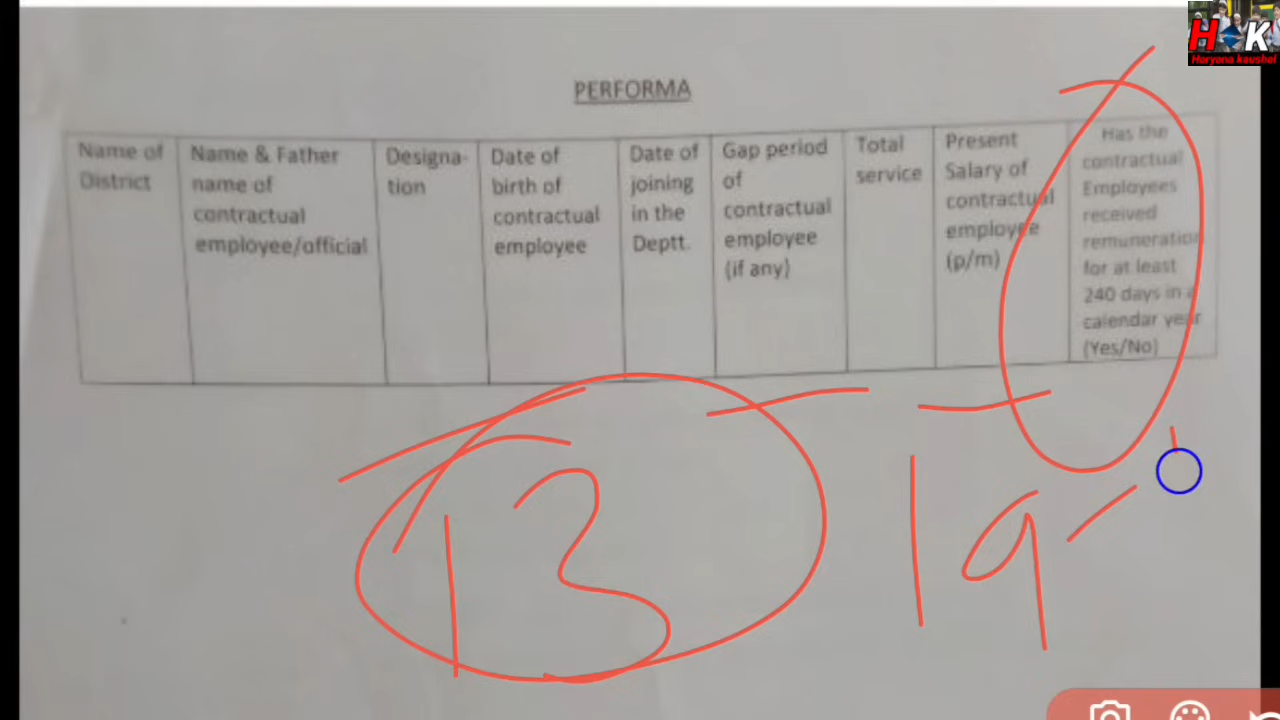 H K
Haryana kaushal
PERFORMA
Name of
District
Name & Father
name of
contractual
employee/official
Designa-
tion
Date of
birth of
contractual
employee
Date of
joining
in the
Deptt.
Gap period
of
contractual
employee
(if any)
Total
service
Present
Salary of
contractual
employee
(p/m)
Has the
contractual
Employees
received
remuneration
for at least
240 days in a
calendar year
(Yes/No)
13
19